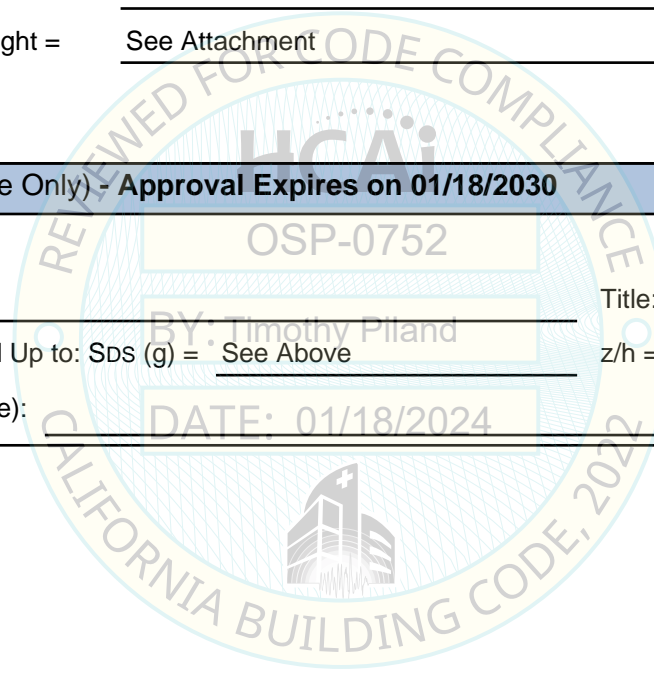 ght = See Attachment
REVIEWED FOR CODE COMPLIANCE
HCAi
e Only) - Approval Expires on 01/18/2030
OSP-0752
Title:
BY: Timothy Piland
l Up to: SDS (g) = See Above z/h =
e):
DATE: 01/18/2024
CALIFORNIA BUILDING CODE, 2022